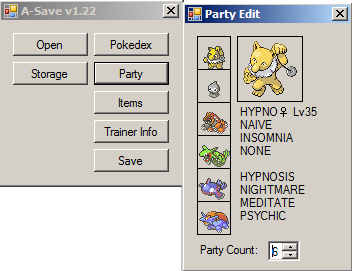 A-Save v1.22
Open
Pokedex
Storage
Party
Items
Trainer Info
Save
Party Edit
HYPNO♀ Lv35
NAIVE
INSOMNIA
NONE
HYPNOSIS
NIGHTMARE
MEDITATE
PSYCHIC
Party Count: 6